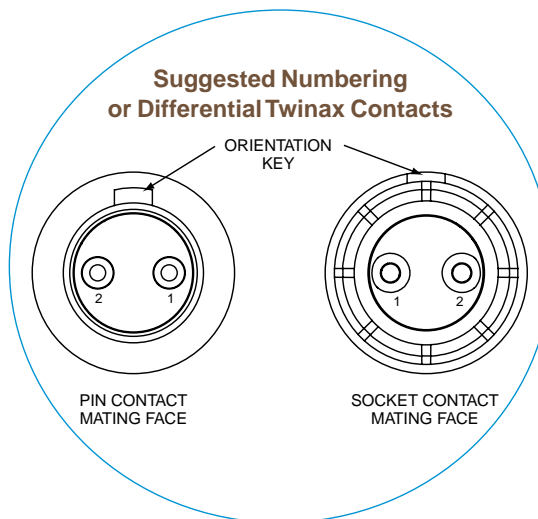 Suggested Numbering
or Differential Twinax Contacts
ORIENTATION
KEY
2 1
1 2
PIN CONTACT
MATING FACE
SOCKET CONTACT
MATING FACE